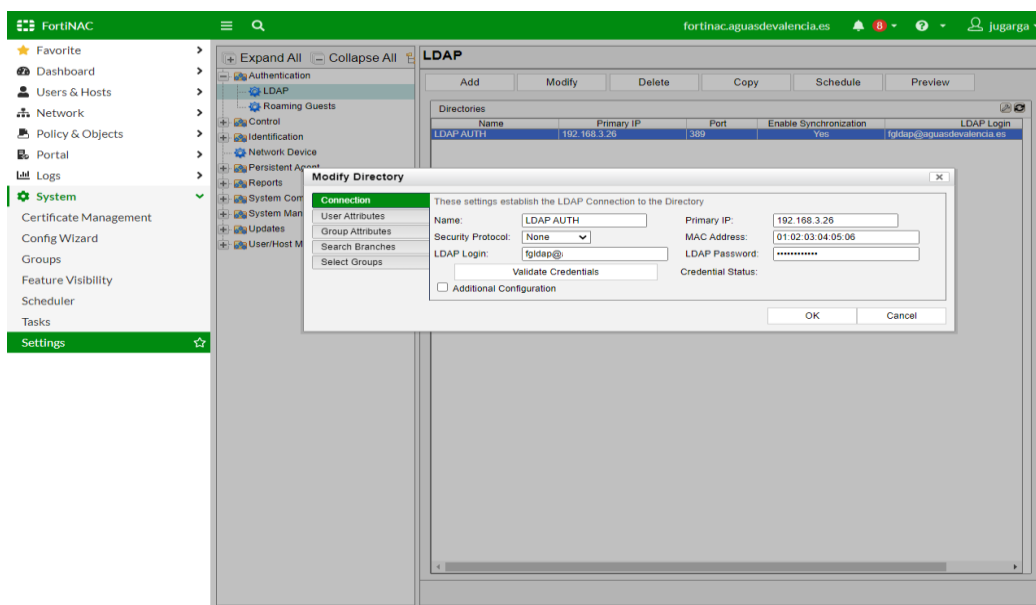 FortiNAC
fortinac.aguasdevalencia.es 8 jugarga
Favorite
Dashboard
Users & Hosts
Network
Policy & Objects
Portal
Logs
System
Certificate Management
Config Wizard
Groups
Feature Visibility
Scheduler
Tasks
Settings
Expand All Collapse All
Authentication
LDAP
Roaming Guests
Control
Identification
Network Device
Persistent Agent
Reports
System Com
System Man
Updates
User/Host M
LDAP
Add Modify Delete Copy Schedule Preview
Directories
Name Primary IP Port Enable Synchronization LDAP Login
LDAP AUTH 192.168.3.26 389 Yes fgldap@aguasdevalencia.es
Modify Directory
Connection
User Attributes
Group Attributes
Search Branches
Select Groups
These settings establish the LDAP Connection to the Directory
Name: LDAP AUTH Primary IP: 192.168.3.26
Security Protocol: None MAC Address: 01:02:03:04:05:06
LDAP Login: fgldap@ LDAP Password: ••••••••••••
Validate Credentials Credential Status:
Additional Configuration
OK Cancel